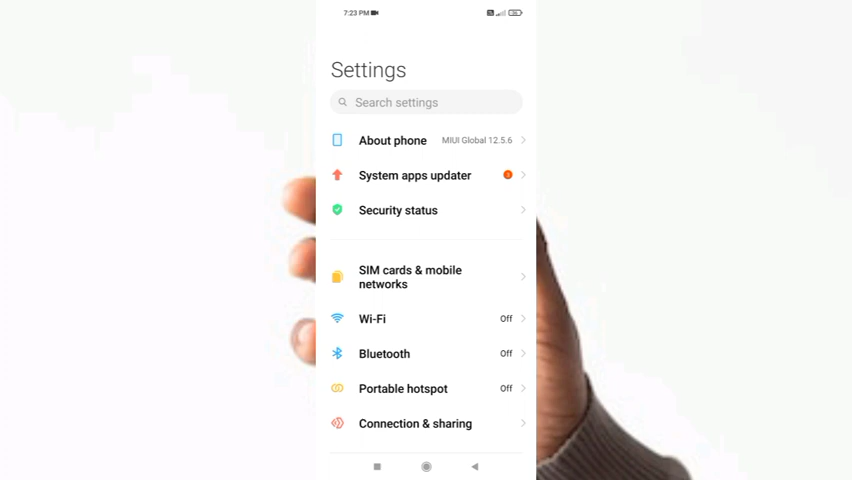 7:23 PM
Settings
Search settings
About phone MIUI Global 12.5.6
System apps updater
Security status
SIM cards & mobile
networks
Wi-Fi Off
Bluetooth Off
Portable hotspot Off
Connection & sharing